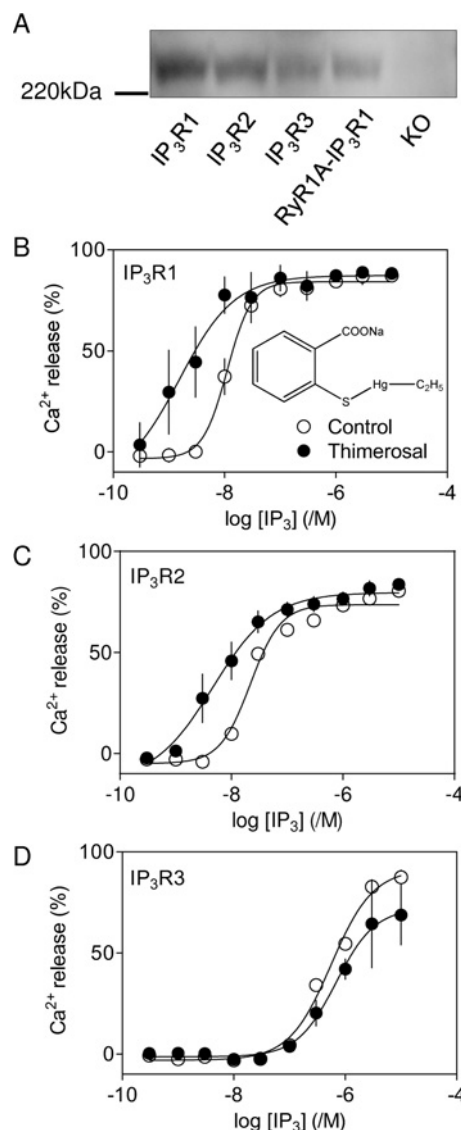 A
220kDa
IP₃R1 IP₃R2 IP₃R3 RyR1A-IP₃R1 KO
B
IP₃R1
Ca²⁺ release (%)
100
50
0
COONa
S Hg C₂H₅
Control
Thimerosal
-10 -8 -6 -4
log [IP₃] (/M)
C
IP₃R2
Ca²⁺ release (%)
100
50
0
-10 -8 -6 -4
log [IP₃] (/M)
D
IP₃R3
Ca²⁺ release (%)
100
50
0
-10 -8 -6 -4
log [IP₃] (/M)